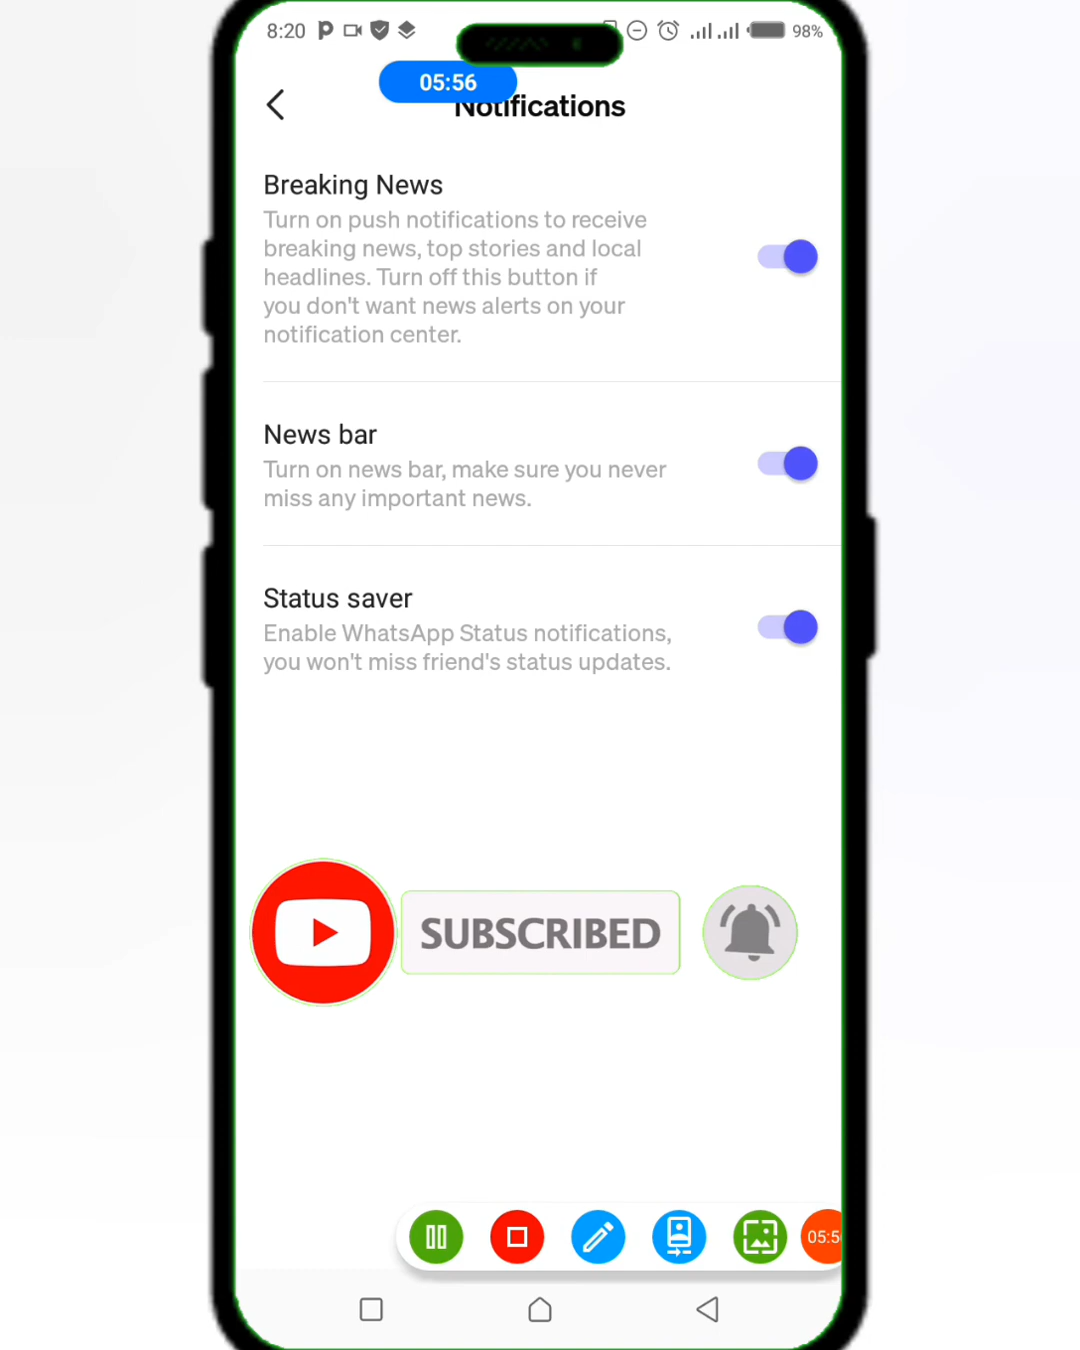 8:20
98%
05:56
Notifications
Breaking News
Turn on push notifications to receive
breaking news, top stories and local
headlines. Turn off this button if
you don't want news alerts on your
notification center.
News bar
Turn on news bar, make sure you never
miss any important news.
Status saver
Enable WhatsApp Status notifications,
you won't miss friend's status updates.
SUBSCRIBED